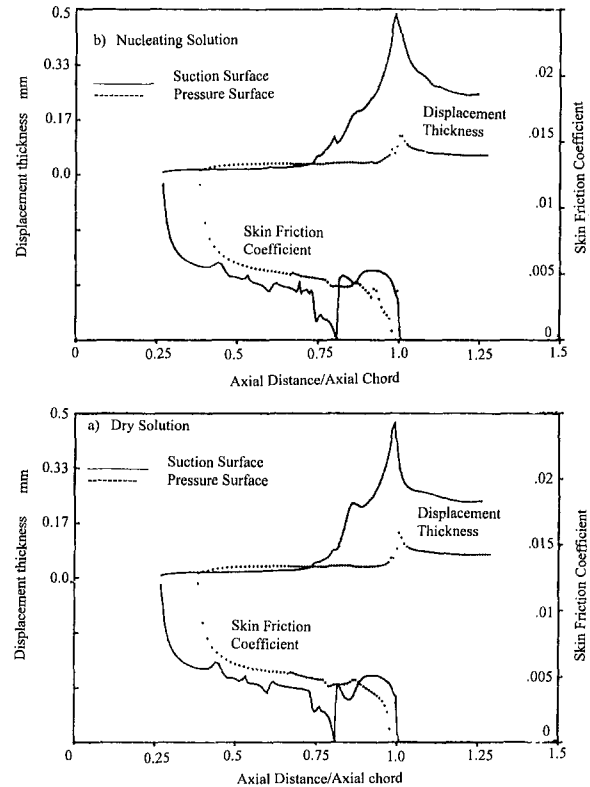 0.5
b) Nucleating Solution
0.33
Suction Surface
Pressure Surface
0.17
0.0
Displacement thickness mm
Displacement
Thickness
.02
.015
.01
.005
0
Skin Friction Coefficient
Skin Friction
Coefficient
0
0.25
0.5
0.75
1.0
1.25
1.5
Axial Distance/Axial Chord
0.5
a) Dry Solution
0.33
Suction Surface
Pressure Surface
0.17
0.0
Displacement thickness mm
Displacement
Thickness
.02
.015
.01
.005
0
Skin Friction Coefficient
Skin Friction
Coefficient
0
0.25
0.5
0.75
1.0
1.25
1.5
Axial Distance/Axial chord